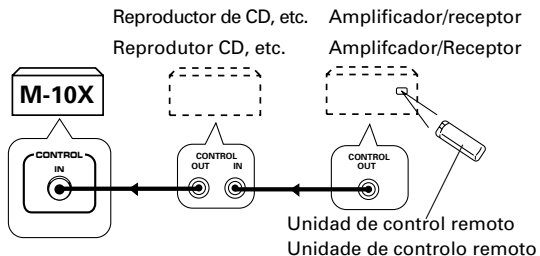 Reproductor de CD, etc. Amplificador/receptor
Reprodutor CD, etc. Amplifcador/Receptor
M-10X
CONTROL
IN
CONTROL
OUT IN
CONTROL
OUT
Unidad de control remoto
Unidade de controlo remoto